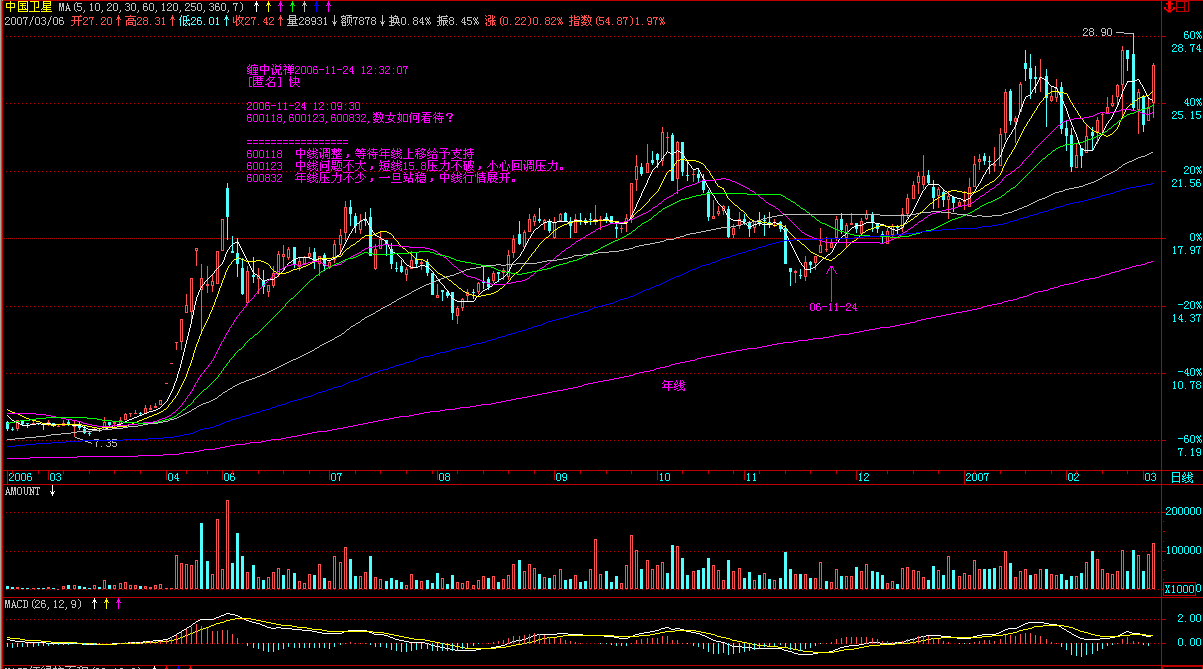 中国卫星 MA(5,10,20,30,60,120,250,360,7) ↑ ↑ ↑ ↑ ↑ ↑ ↑
2007/03/06 开27.20↑高28.31↑低26.01↑收27.42↑量28931↓额7878↓换0.84% 振8.45% 涨(0.22)0.82% 指数(54.87)1.97%
28.90
60%
28.74
缠中说禅2006-11-24 12:32:07
[匿名] 快
2006-11-24 12:09:30
600118,600123,600832,数女如何看待?
=================
600118 中线调整，等待年线上移给予支持
600123 中线问题不大，短线15.8压力不破，小心回调压力。
600832 年线压力不少，一旦站稳，中线行情展开。
40%
25.15
20%
21.56
0%
17.97
06-11-24
-20%
14.37
年线
-40%
10.78
7.35
-60%
7.19
2006 03 04 06 07 08 09 10 11 12 2007 02 03 日线
AMOUNT ↓
200000
100000
X10000
MACD(26,12,9) ↑ ↑ ↑
2.00
0.00